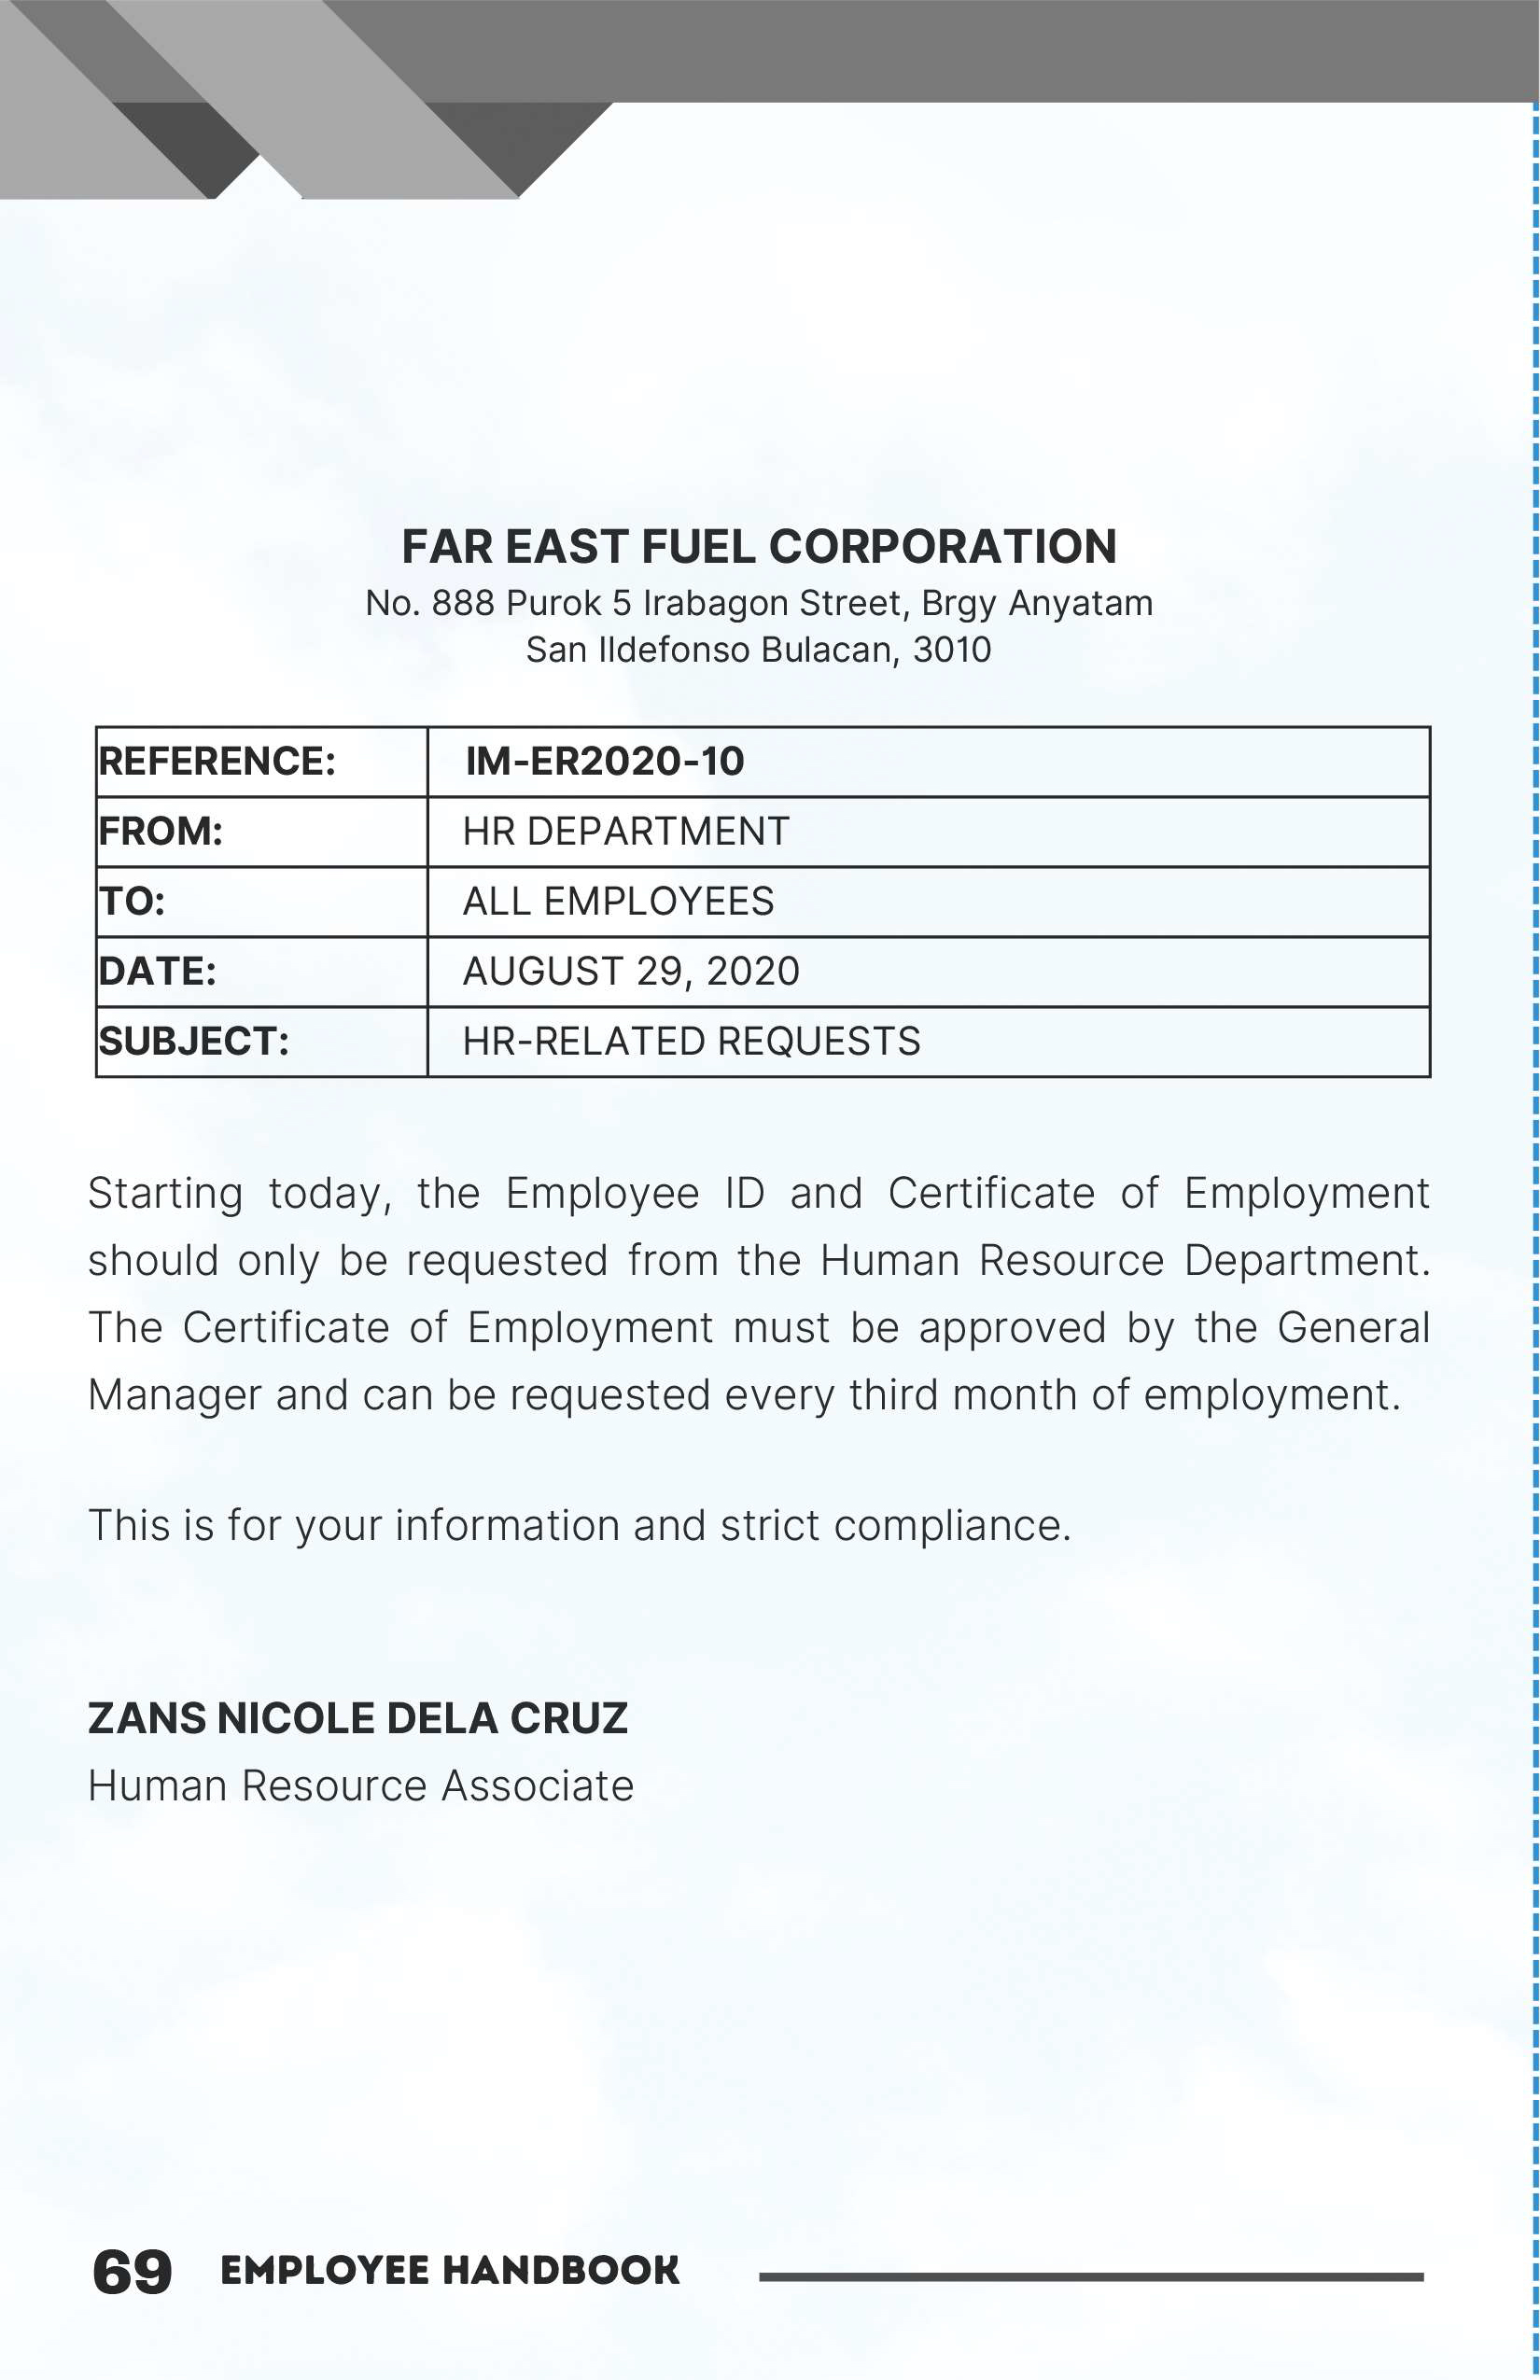 FAR EAST FUEL CORPORATION
No. 888 Purok 5 Irabagon Street, Brgy Anyatam
San Ildefonso Bulacan, 3010
REFERENCE: IM-ER2020-10
FROM: HR DEPARTMENT
TO: ALL EMPLOYEES
DATE: AUGUST 29, 2020
SUBJECT: HR-RELATED REQUESTS
Starting today, the Employee ID and Certificate of Employment
should only be requested from the Human Resource Department.
The Certificate of Employment must be approved by the General
Manager and can be requested every third month of employment.
This is for your information and strict compliance.
ZANS NICOLE DELA CRUZ
Human Resource Associate
69 EMPLOYEE HANDBOOK